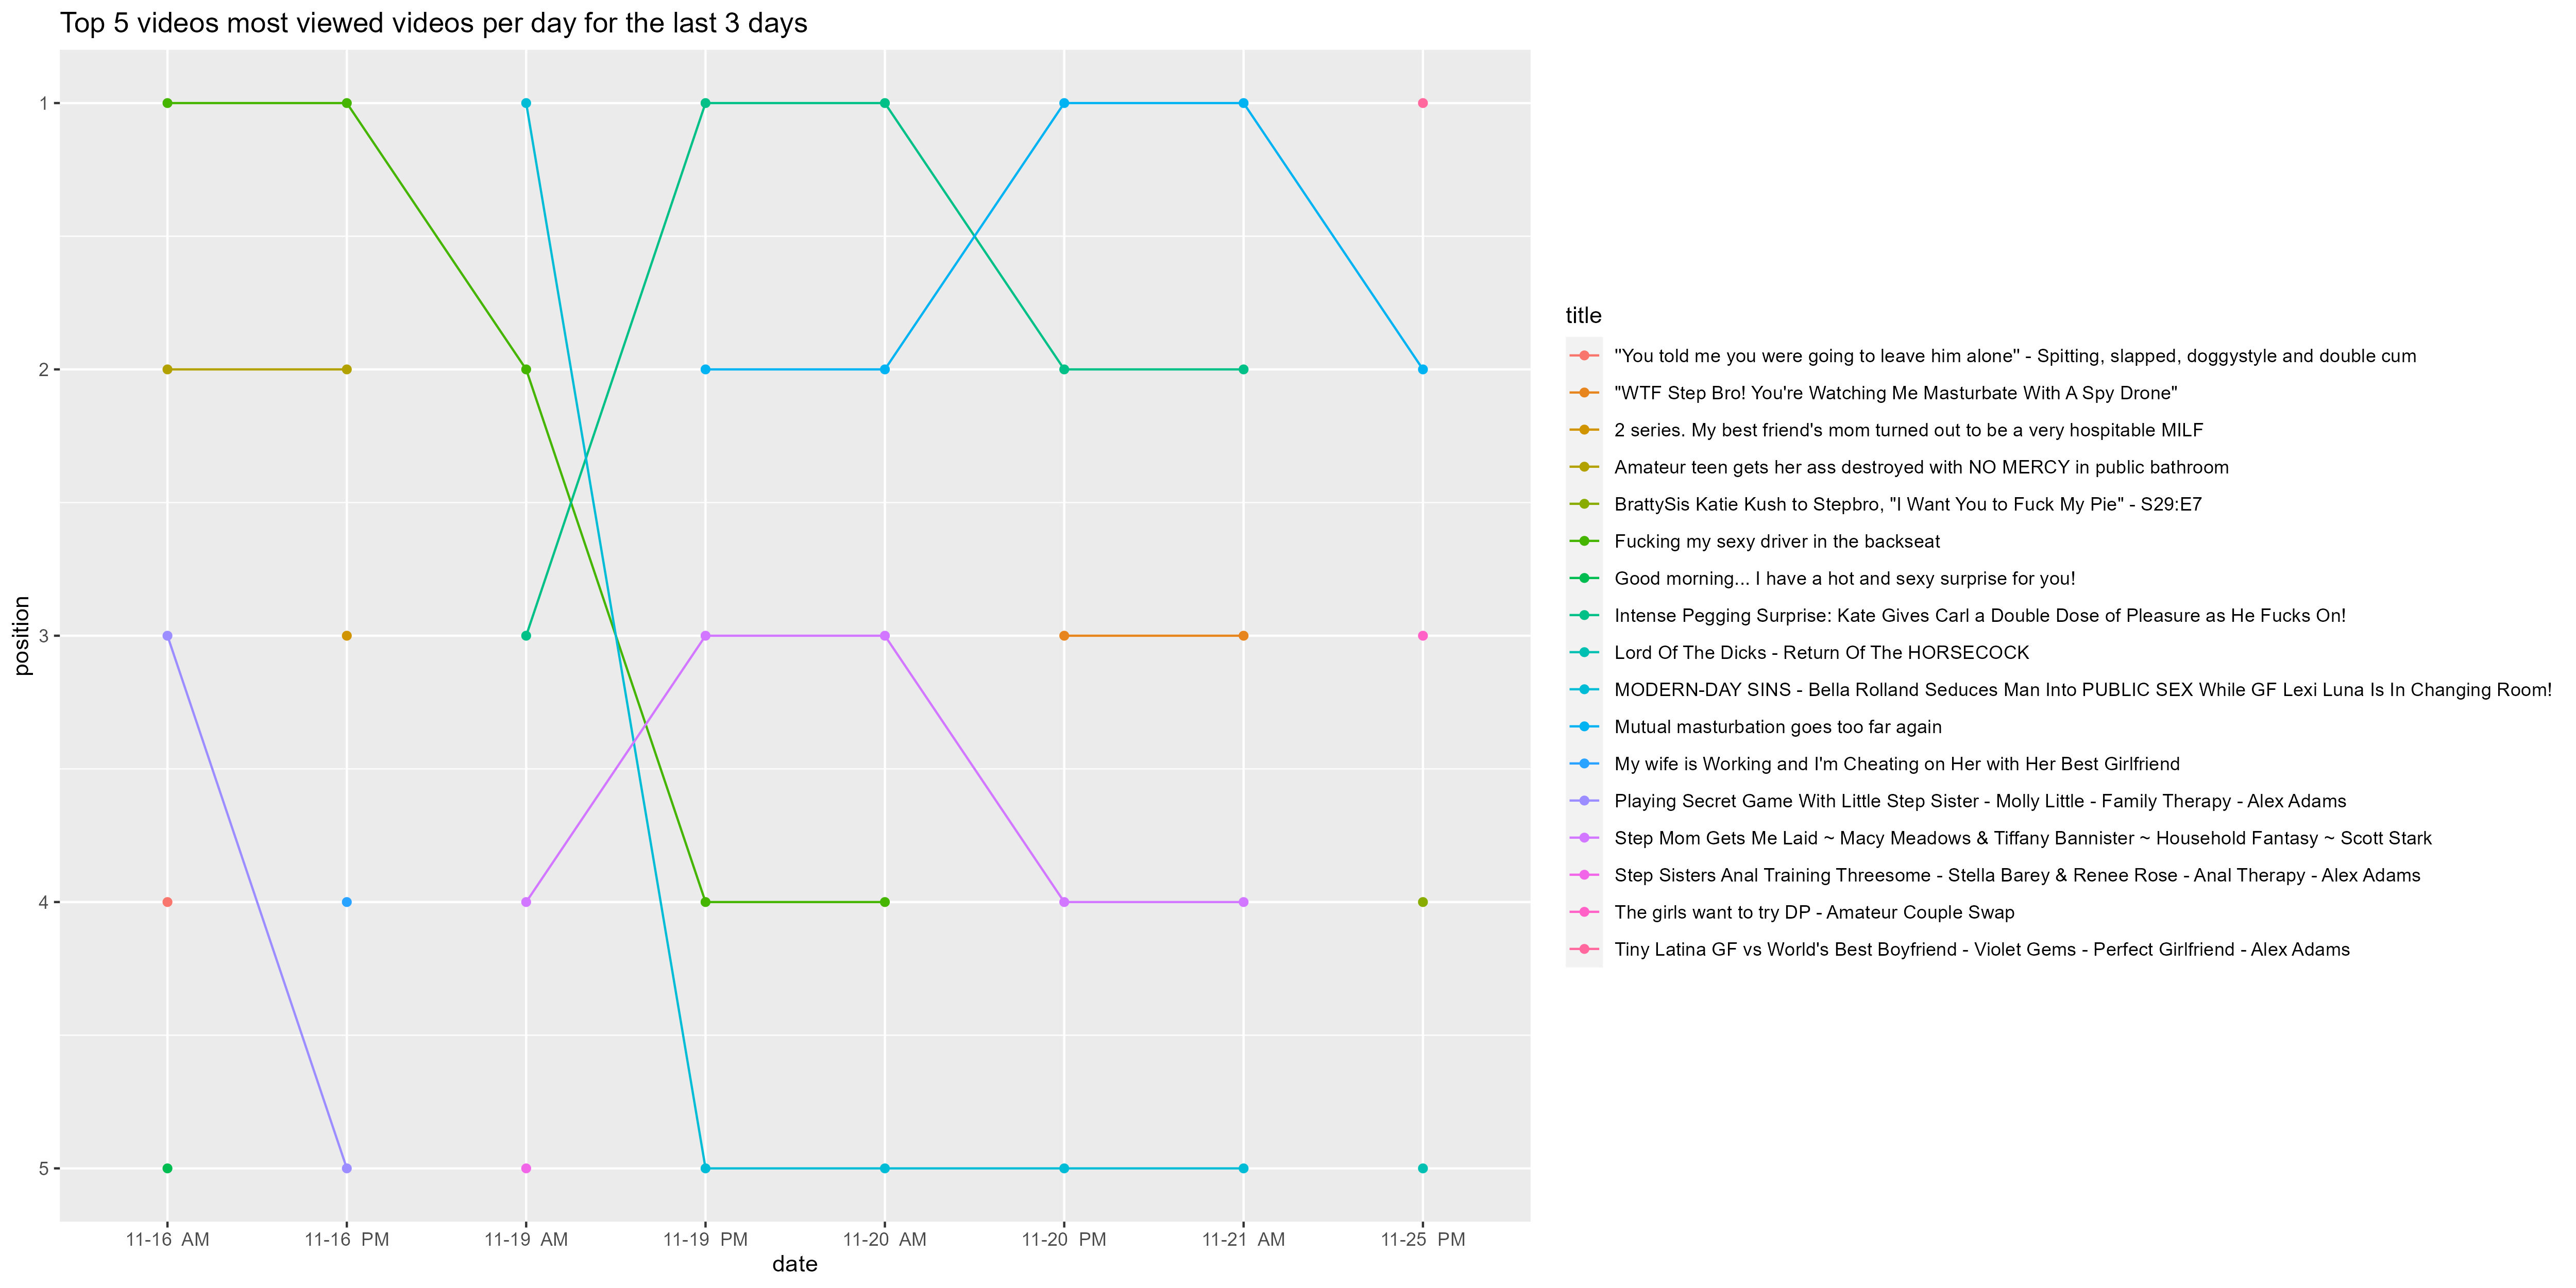 Top 5 videos most viewed videos per day for the last 3 days
position
1
2
3
4
5
11-16 AM
11-16 PM
11-19 AM
11-19 PM
11-20 AM
11-20 PM
11-21 AM
11-25 PM
date
title
"You told me you were going to leave him alone" - Spitting, slapped, doggystyle and double cum
"WTF Step Bro! You're Watching Me Masturbate With A Spy Drone"
2 series. My best friend's mom turned out to be a very hospitable MILF
Amateur teen gets her ass destroyed with NO MERCY in public bathroom
BrattySis Katie Kush to Stepbro, "I Want You to Fuck My Pie" - S29:E7
Fucking my sexy driver in the backseat
Good morning... I have a hot and sexy surprise for you!
Intense Pegging Surprise: Kate Gives Carl a Double Dose of Pleasure as He Fucks On!
Lord Of The Dicks - Return Of The HORSECOCK
MODERN-DAY SINS - Bella Rolland Seduces Man Into PUBLIC SEX While GF Lexi Luna Is In Changing Room!
Mutual masturbation goes too far again
My wife is Working and I'm Cheating on Her with Her Best Girlfriend
Playing Secret Game With Little Step Sister - Molly Little - Family Therapy - Alex Adams
Step Mom Gets Me Laid ~ Macy Meadows & Tiffany Bannister ~ Household Fantasy ~ Scott Stark
Step Sisters Anal Training Threesome - Stella Barey & Renee Rose - Anal Therapy - Alex Adams
The girls want to try DP - Amateur Couple Swap
Tiny Latina GF vs World's Best Boyfriend - Violet Gems - Perfect Girlfriend - Alex Adams